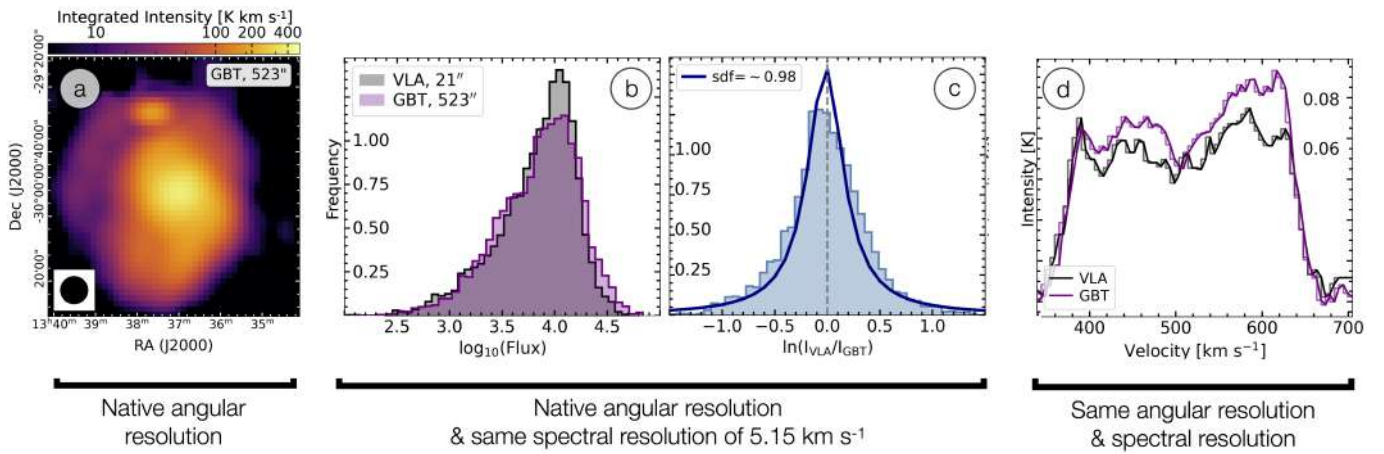 Integrated Intensity [K km s⁻¹]
10 100 200 400
a
GBT, 523"
Dec (J2000)
-29°20'00"
40'00"
-30°00'00"
20'00"
13ʰ40ᵐ 39ᵐ 38ᵐ 37ᵐ 36ᵐ 35ᵐ
RA (J2000)
Native angular
resolution
VLA, 21″
GBT, 523″
b
Frequency
1.00
0.75
0.50
0.25
2.5 3.0 3.5 4.0 4.5
log₁₀(Flux)
sdf= ~ 0.98
c
1.00
0.75
0.50
0.25
−1.0 −0.5 0.0 0.5 1.0
ln(I_VLA/I_GBT)
Native angular resolution
& same spectral resolution of 5.15 km s⁻¹
d
0.08
0.06
Intensity [K]
VLA
GBT
400 500 600 700
Velocity [km s⁻¹]
Same angular resolution
& spectral resolution